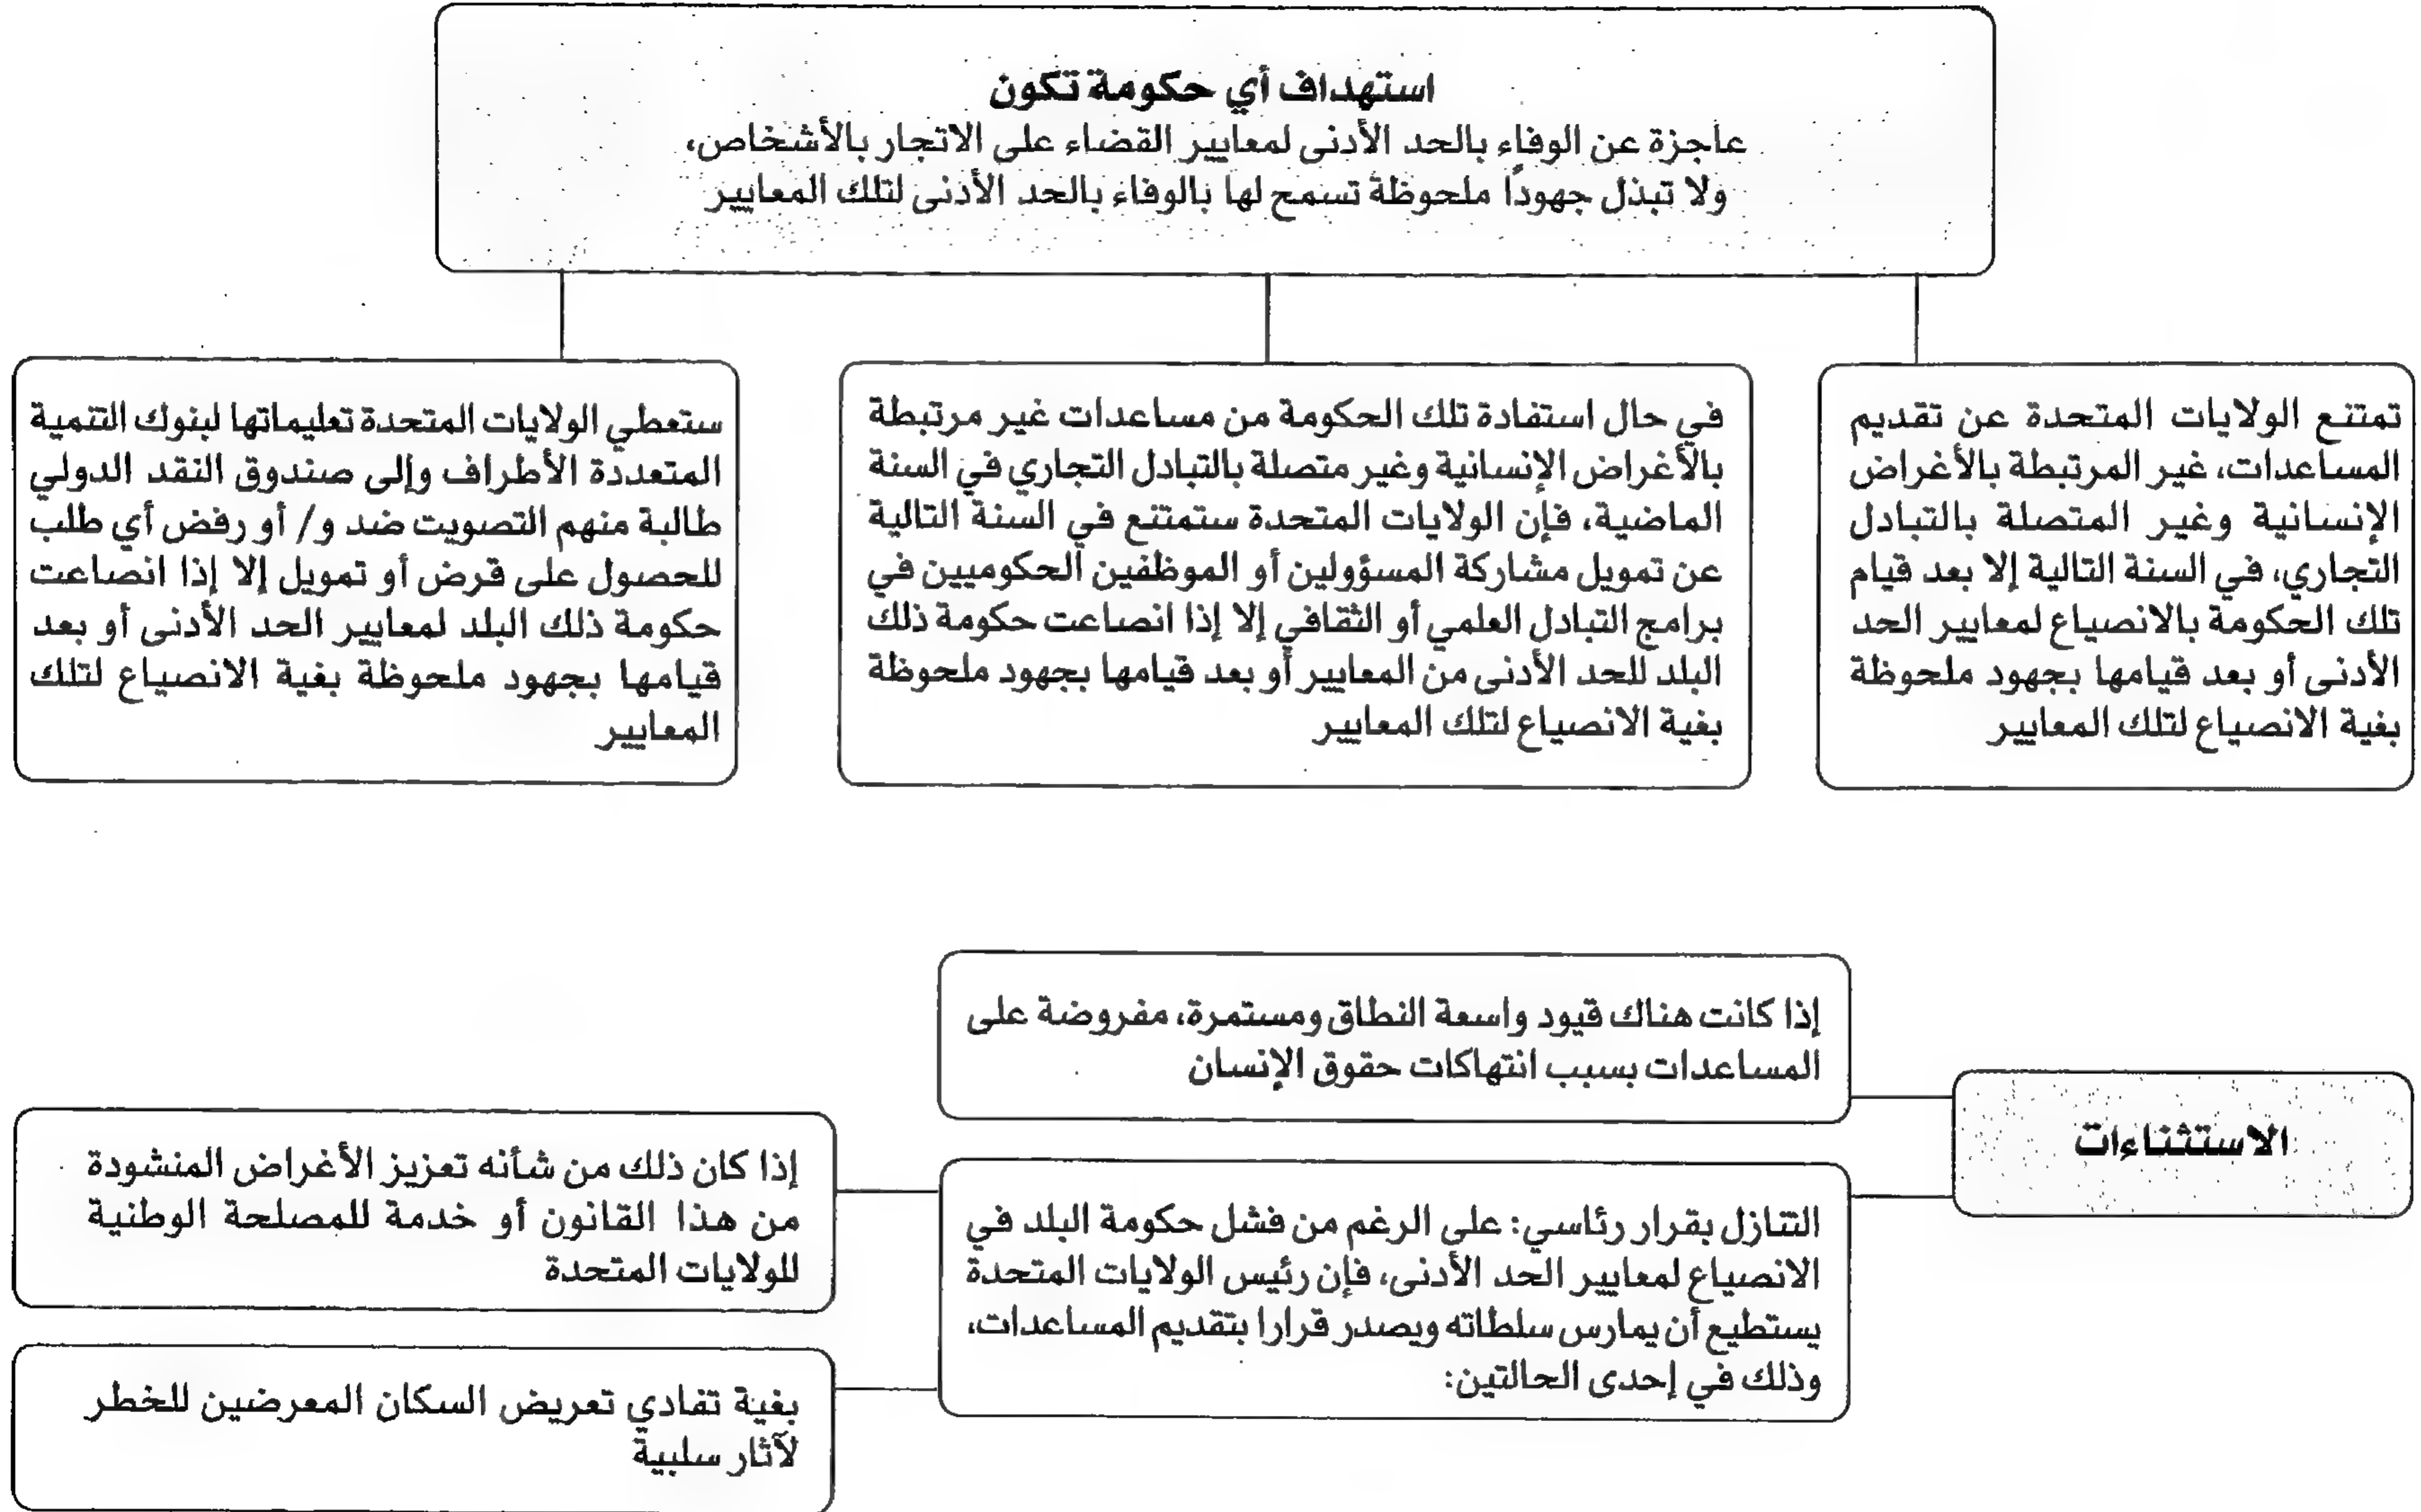 استهداف أي حكومة تكون
عاجزة عن الوفاء بالحد الأدنى لمعايير القضاء على الاتجار بالأشخاص،
ولا تبذل جهودًا ملحوظة تسمح لها بالوفاء بالحد الأدنى لتلك المعايير
تمتنع الولايات المتحدة عن تقديم
المساعدات، غير المرتبطة بالأغراض
الإنسانية وغير المتصلة بالتبادل
التجاري، في السنة التالية إلا بعد قيام
تلك الحكومة بالانصياع لمعايير الحد
الأدنى أو بعد قيامها بجهود ملحوظة
بغية الانصياع لتلك المعايير
في حال استفادة تلك الحكومة من مساعدات غير مرتبطة
بالأغراض الإنسانية وغير متصلة بالتبادل التجاري في السنة
الماضية، فإن الولايات المتحدة ستمتنع في السنة التالية
عن تمويل مشاركة المسؤولين أو الموظفين الحكوميين في
برامج التبادل العلمي أو الثقافي إلا إذا انصاعت حكومة ذلك
البلد للحد الأدنى من المعايير أو بعد قيامها بجهود ملحوظة
بغية الانصياع لتلك المعايير
ستعطي الولايات المتحدة تعليماتها لبنوك التنمية
المتعددة الأطراف وإلى صندوق النقد الدولي
طالبة منهم التصويت ضد و/ أو رفض أي طلب
للحصول على قرض أو تمويل إلا إذا انصاعت
حكومة ذلك البلد لمعايير الحد الأدنى أو بعد
قيامها بجهود ملحوظة بغية الانصياع لتلك
المعايير
الاستثناءات
إذا كانت هناك قيود واسعة النطاق ومستمرة، مفروضة على
المساعدات بسبب انتهاكات حقوق الإنسان
التنازل بقرار رئاسي: على الرغم من فشل حكومة البلد في
الانصياع لمعايير الحد الأدنى، فإن رئيس الولايات المتحدة
يستطيع أن يمارس سلطاته ويصدر قرارا بتقديم المساعدات،
وذلك في إحدى الحالتين:
إذا كان ذلك من شأنه تعزيز الأغراض المنشودة
من هذا القانون أو خدمة للمصلحة الوطنية
للولايات المتحدة
بغية تفادي تعريض السكان المعرضين للخطر
لآثار سلبية